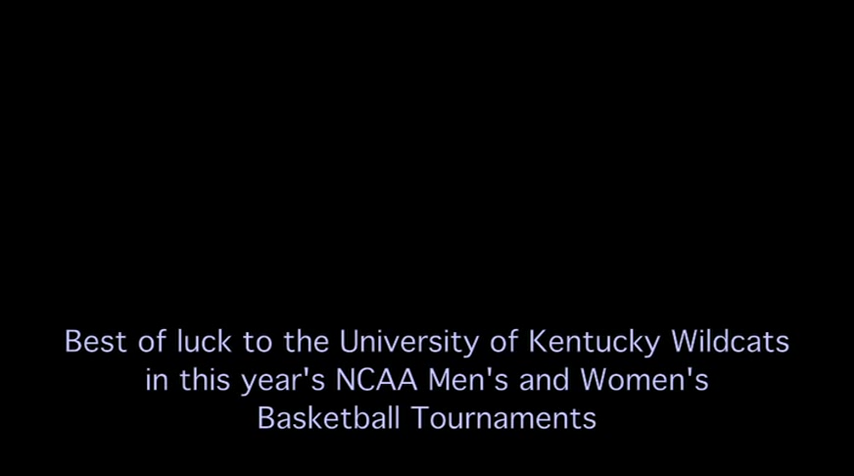 Best of luck to the University of Kentucky Wildcats
in this year's NCAA Men's and Women's
Basketball Tournaments